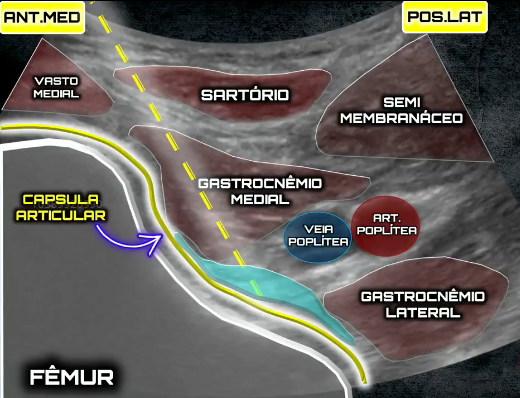 ANT.MED
POS.LAT
VASTO
MEDIAL
SARTÓRIO
SEMI
MEMBRANÁCEO
GASTROCNÊMIO
MEDIAL
CAPSULA
ARTICULAR
VEIA
POPLÍTEA
ART.
POPLÍTEA
GASTROCNÊMIO
LATERAL
FÊMUR